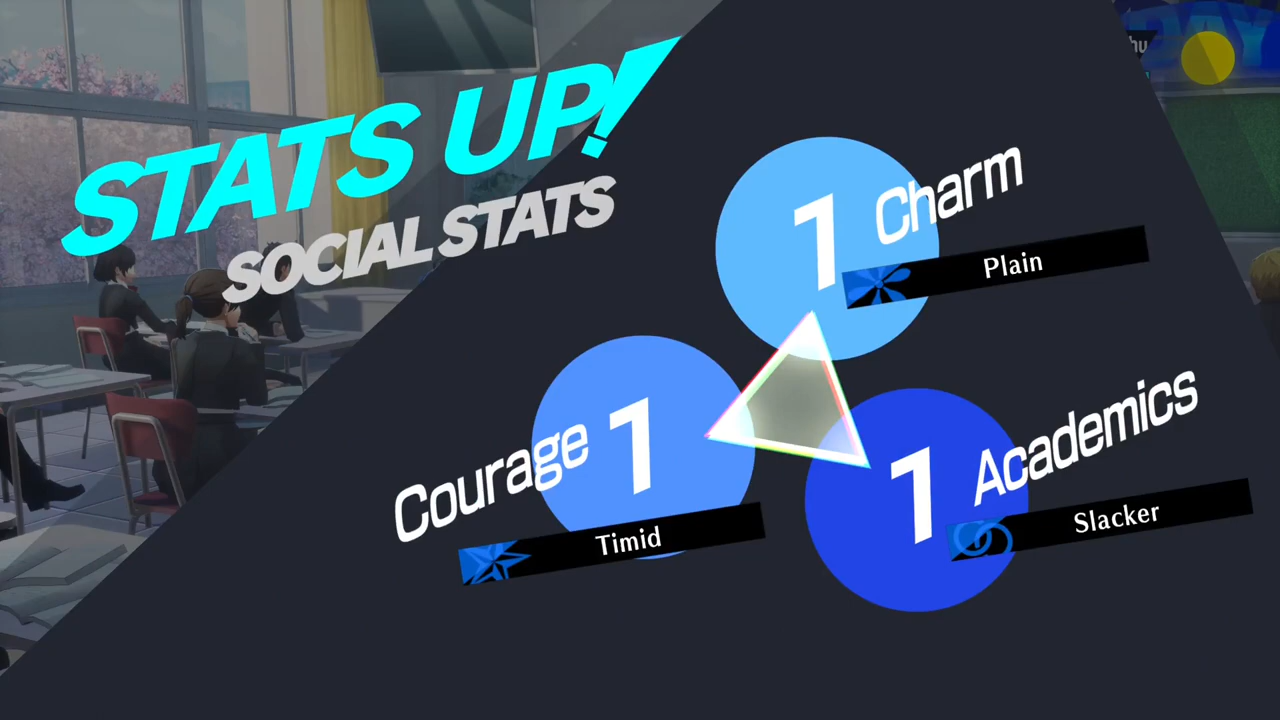 STATS UP!
SOCIAL STATS
1 Charm
Plain
Courage 1
Timid
1 Academics
Slacker